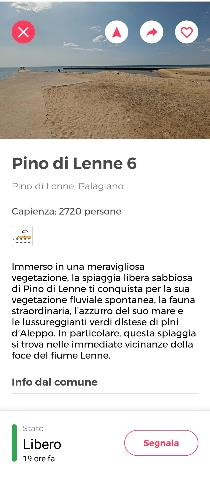 Pino di Lenne 6
Pino di Lenne, Palagiano
Capienza: 2720 persone
Immerso in una meravigliosa
vegetazione, la spiaggia libera sabbiosa
di Pino di Lenne ti conquista per la sua
vegetazione fluviale spontanea, la fauna
straordinaria, l'azzurro del suo mare e
le lussureggianti verdi distese di pini
d'Aleppo. In particolare, questa spiaggia
si trova nelle immediate vicinanze della
foce del fiume Lenne.
Info dal comune
Stato
Libero
19 ore fa
Segnala